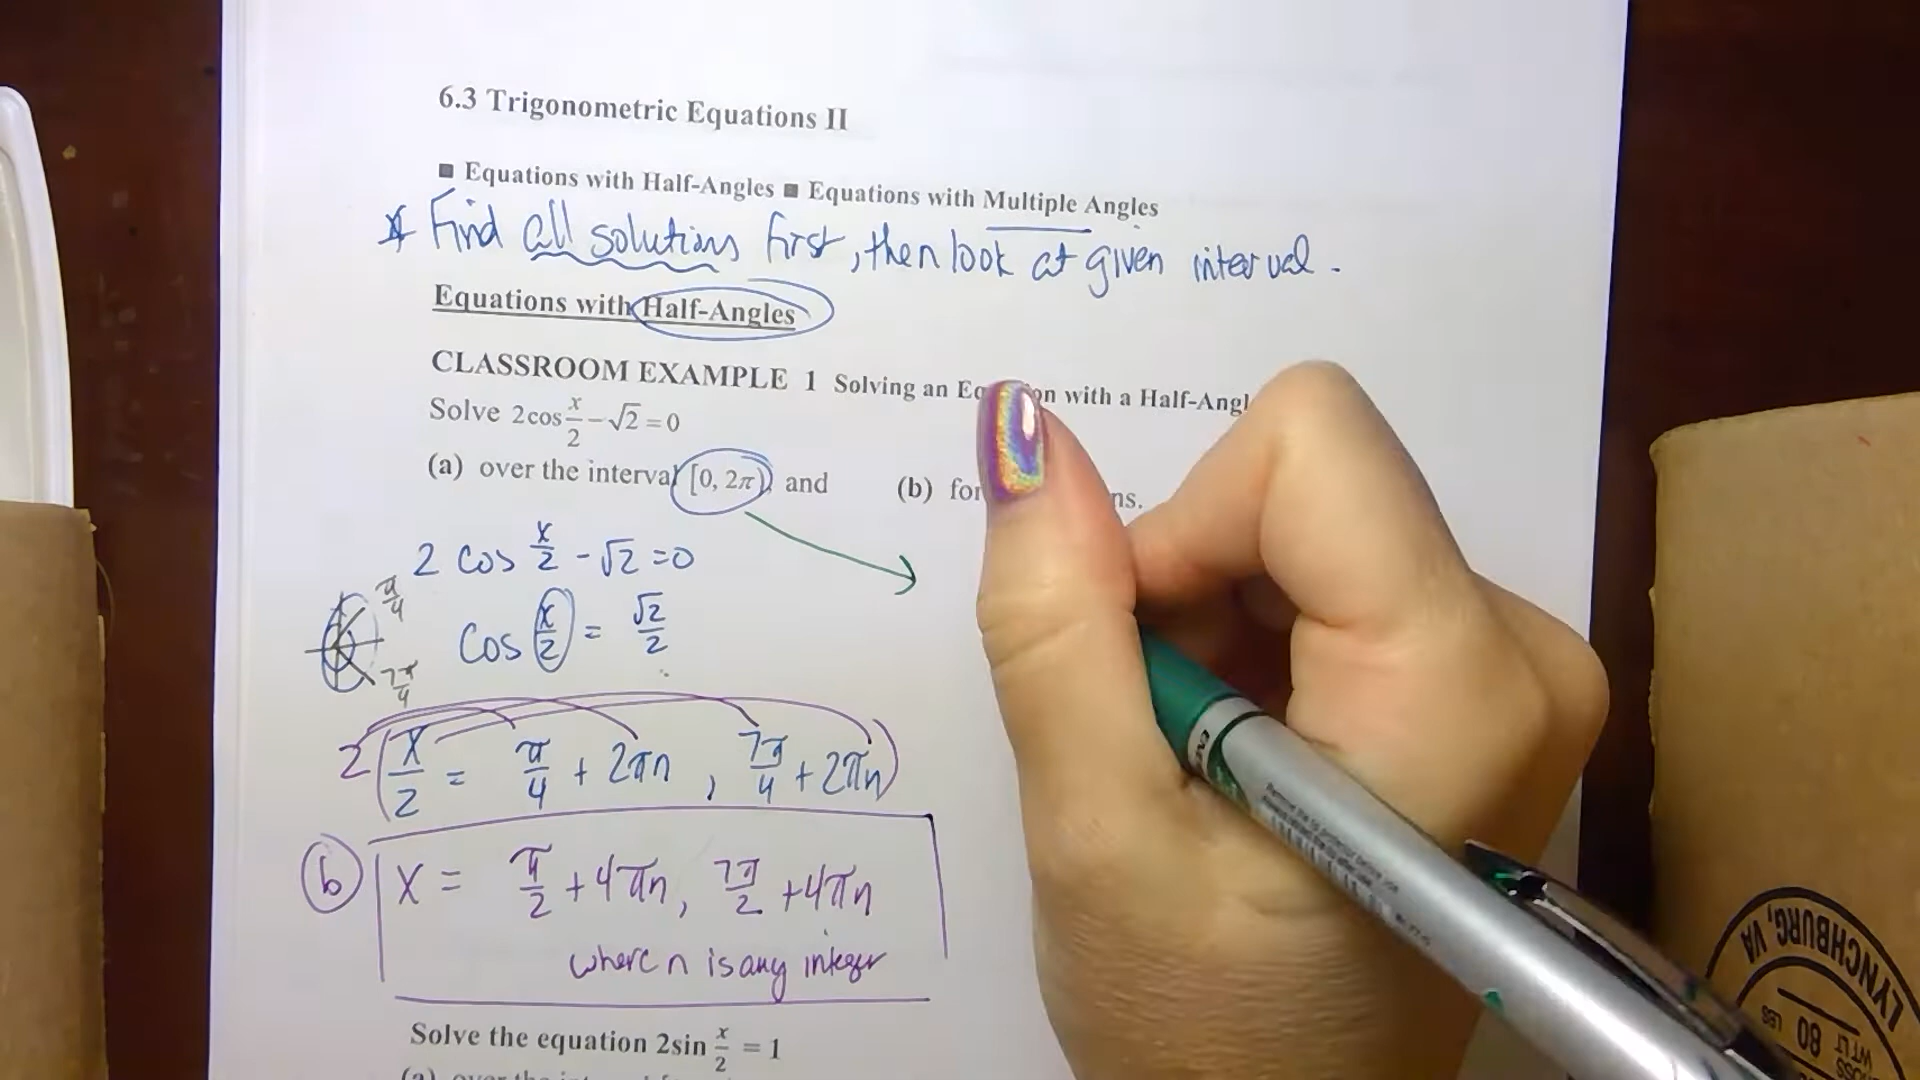 6.3 Trigonometric Equations II
■ Equations with Half-Angles ■ Equations with Multiple Angles
* Find all solutions first, then look at given interval.
Equations with Half-Angles
CLASSROOM EXAMPLE 1 Solving an Eq on with a Half-Angl
Solve 2cos x/2 − √2 = 0
(a) over the interval [0, 2π), and (b) for ns.
2 cos x/2 - √2 = 0
π/4
cos x/2 = √2/2
7π/4
2(x/2 = π/4 + 2πn, 7π/4 + 2πn)
(b) x = π/2 + 4πn, 7π/2 + 4πn
where n is any integer
Solve the equation 2sin x/2 = 1
LYNCHBURG, VA
80 LBS